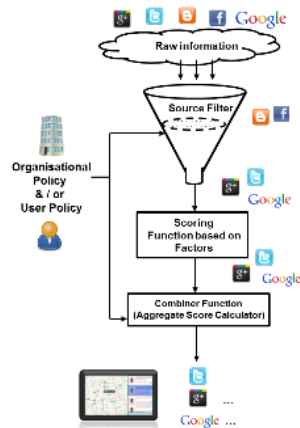 g+ Google
Raw information
Source Filter
Organisational
Policy
& / or
User Policy
g+
Google
Scoring
Function based on
Factors
g+ Google
Combiner Function
(Aggregate Score Calculator)
g+ ...
Google ...